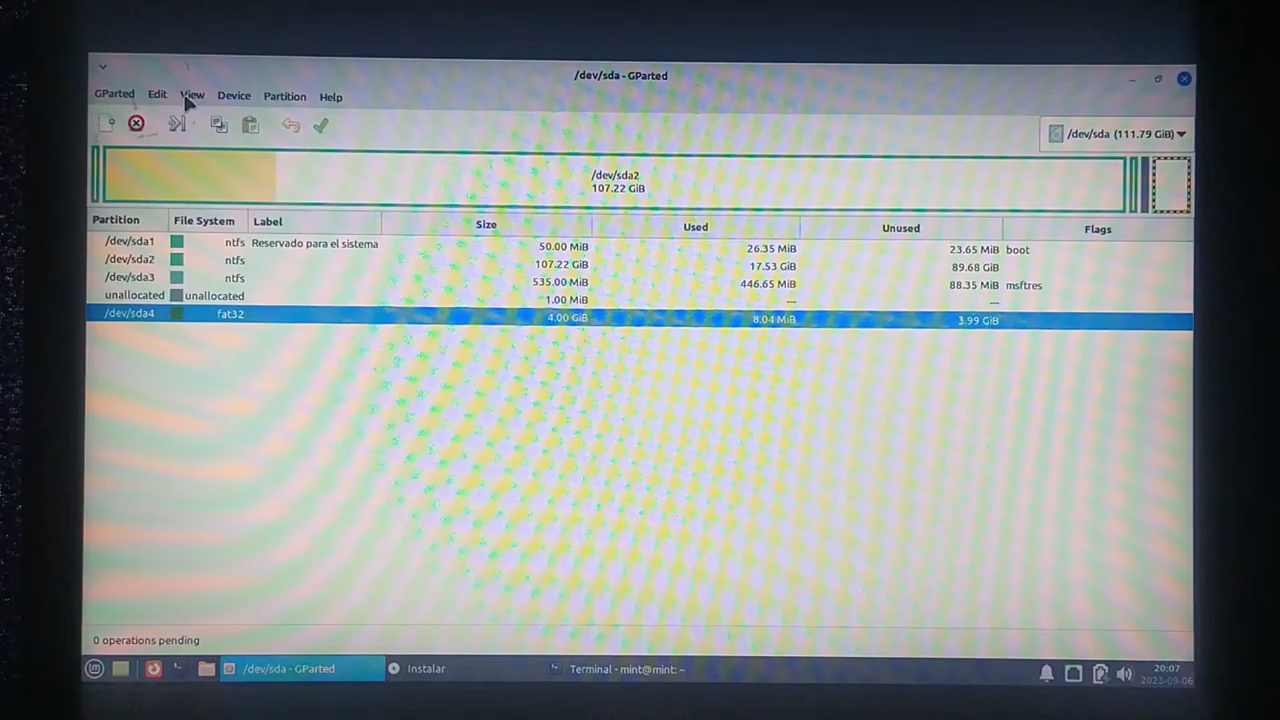 /dev/sda - GParted
GParted Edit View Device Partition Help
/dev/sda (111.79 GiB)
/dev/sda2
107.22 GiB
Partition File System Label Size Used Unused Flags
/dev/sda1 ntfs Reservado para el sistema 50.00 MiB 26.35 MiB 23.65 MiB boot
/dev/sda2 ntfs 107.22 GiB 17.53 GiB 89.68 GiB
/dev/sda3 ntfs 535.00 MiB 446.65 MiB 88.35 MiB msftres
unallocated unallocated 1.00 MiB --- ---
/dev/sda4 fat32 4.00 GiB 8.04 MiB 3.99 GiB
0 operations pending
/dev/sda - GParted Instalar Terminal - mint@mint: ~ 20:07
2023-09-06